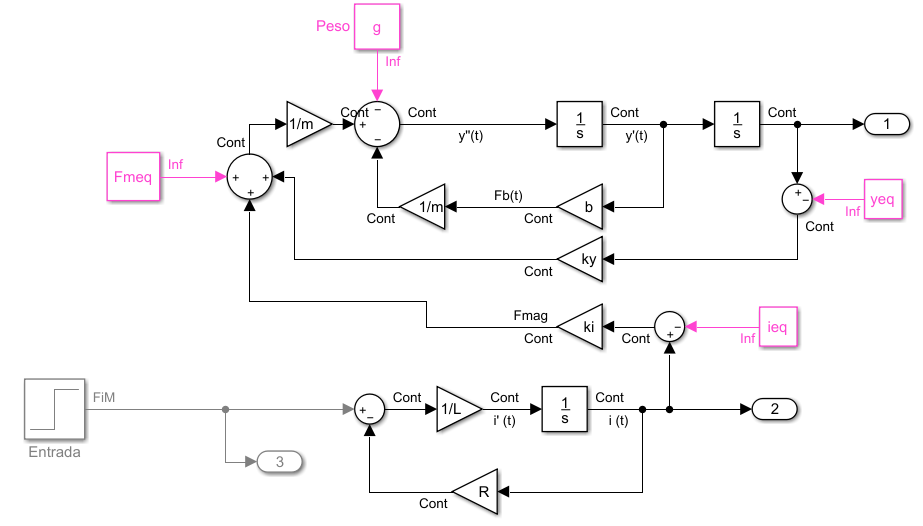 Peso
g
Inf
Cont
1/m
Cont
−
+
−
Cont
y"(t)
1
s
Cont
y'(t)
1
s
Cont
1
Fmeq
Inf
+
+
+
Cont
1/m
Fb(t)
Cont
b
+
−
Inf
yeq
Cont
ky
Cont
Fmag
Cont
ki
Cont
−
+
Inf
ieq
FiM
Entrada
3
+
−
Cont
1/L
Cont
i' (t)
1
s
Cont
i (t)
2
Cont
R